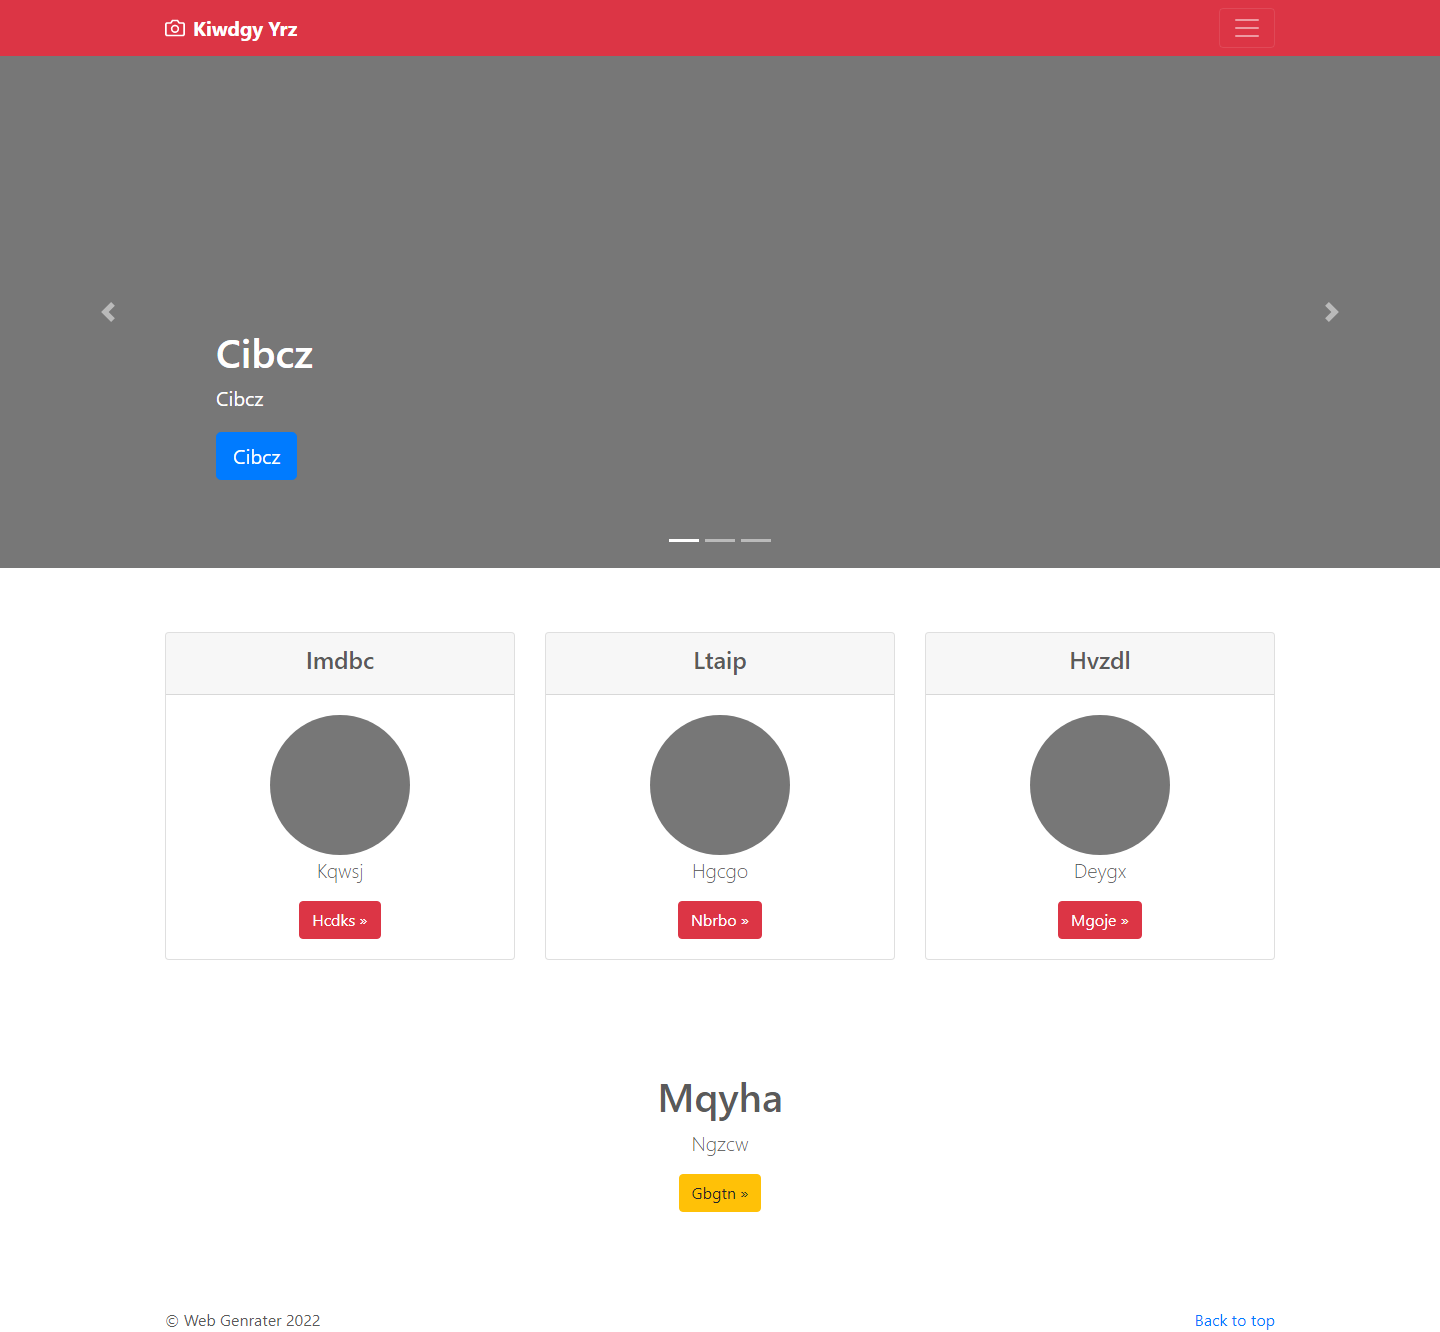 Kiwdgy Yrz
Cibcz
Cibcz
Cibcz
Imdbc
Kqwsj
Hcdks »
Ltaip
Hgcgo
Nbrbo »
Hvzdl
Deygx
Mgoje »
Mqyha
Ngzcw
Gbgtn »
© Web Genrater 2022
Back to top